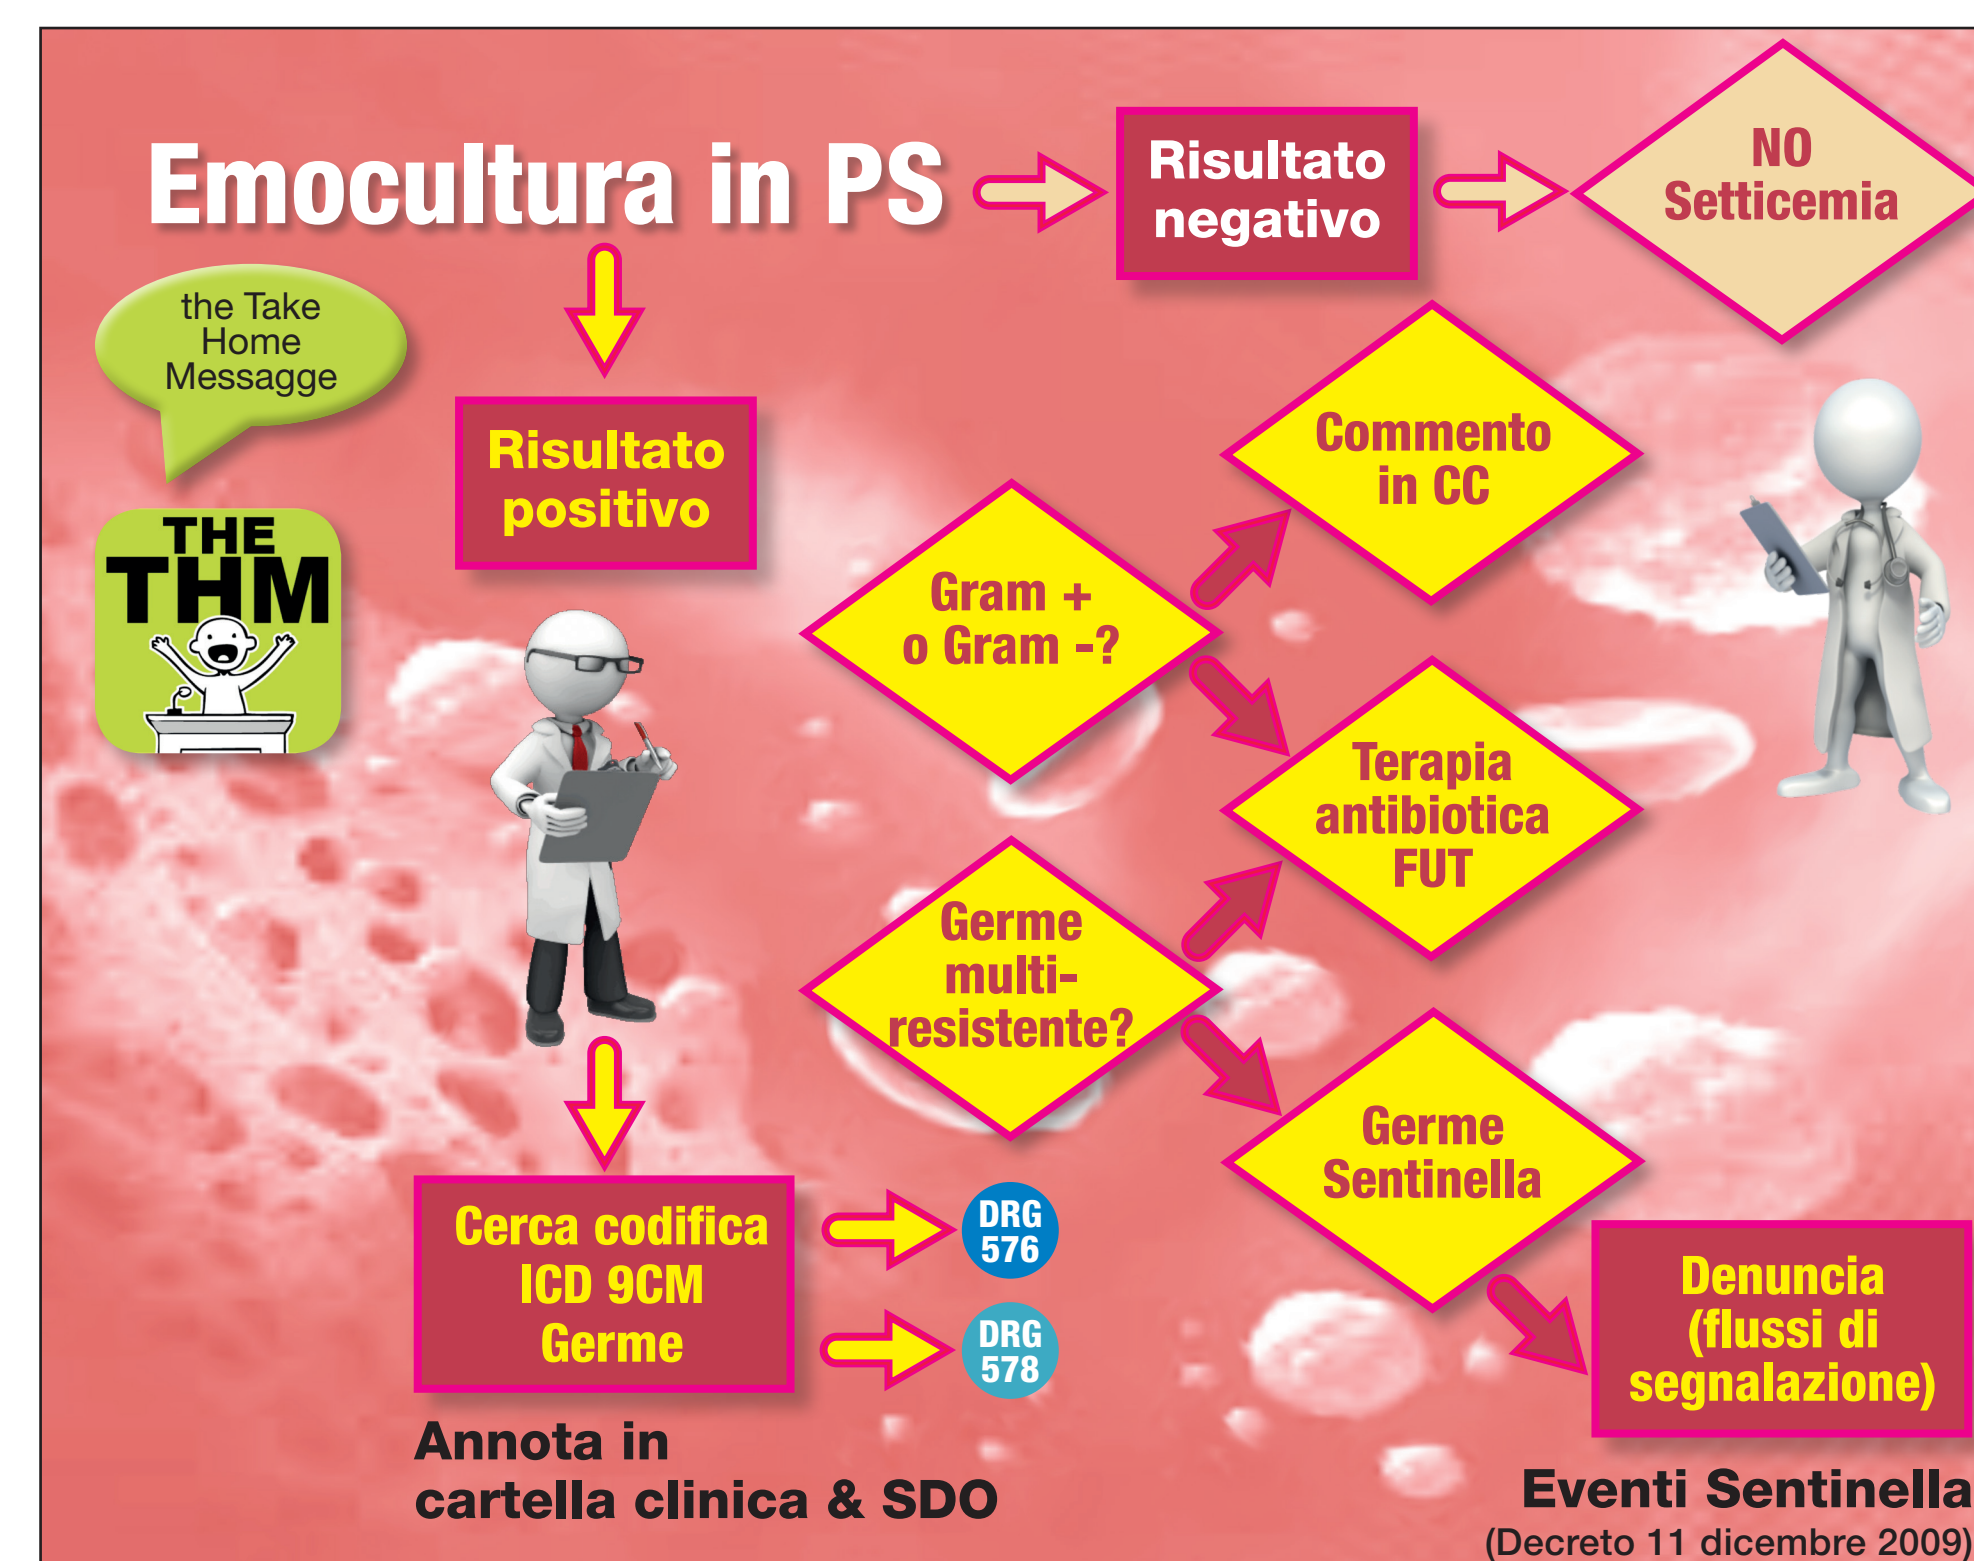 Emocultura in PS
Risultato
negativo
NO
Setticemia
the Take
Home
Messagge
THE
THM
Risultato
positivo
Commento
in CC
Gram +
o Gram -?
Terapia
antibiotica
FUT
Germe
multi-
resistente?
Germe
Sentinella
Cerca codifica
ICD 9CM
Germe
DRG
576
DRG
578
Denuncia
(flussi di
segnalazione)
Annota in
cartella clinica & SDO
Eventi Sentinella
(Decreto 11 dicembre 2009)